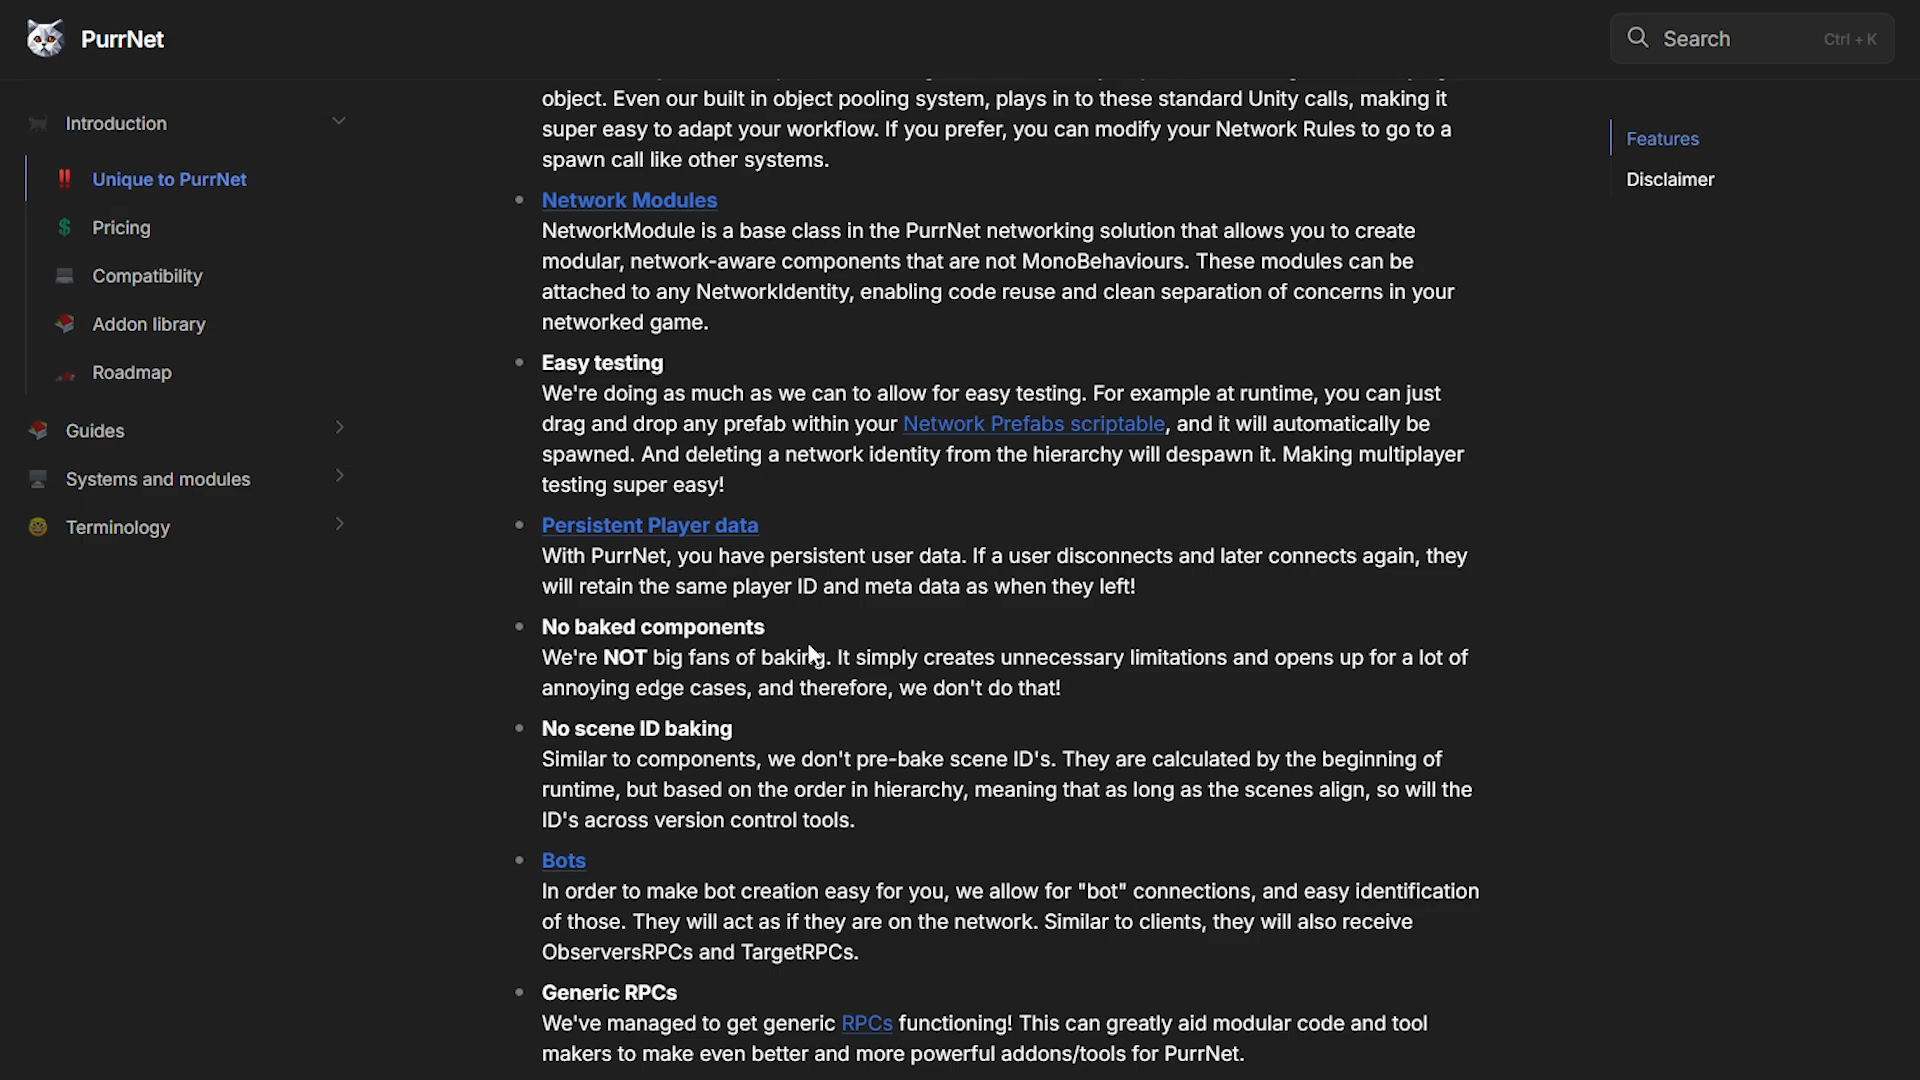 PurrNet
Search
Ctrl + K
Introduction
Unique to PurrNet
Pricing
Compatibility
Addon library
Roadmap
Guides
Systems and modules
Terminology
object. Even our built in object pooling system, plays in to these standard Unity calls, making it
super easy to adapt your workflow. If you prefer, you can modify your Network Rules to go to a
spawn call like other systems.
Network Modules
NetworkModule is a base class in the PurrNet networking solution that allows you to create
modular, network-aware components that are not MonoBehaviours. These modules can be
attached to any NetworkIdentity, enabling code reuse and clean separation of concerns in your
networked game.
Easy testing
We're doing as much as we can to allow for easy testing. For example at runtime, you can just
drag and drop any prefab within your Network Prefabs scriptable, and it will automatically be
spawned. And deleting a network identity from the hierarchy will despawn it. Making multiplayer
testing super easy!
Persistent Player data
With PurrNet, you have persistent user data. If a user disconnects and later connects again, they
will retain the same player ID and meta data as when they left!
No baked components
We're NOT big fans of baking. It simply creates unnecessary limitations and opens up for a lot of
annoying edge cases, and therefore, we don't do that!
No scene ID baking
Similar to components, we don't pre-bake scene ID's. They are calculated by the beginning of
runtime, but based on the order in hierarchy, meaning that as long as the scenes align, so will the
ID's across version control tools.
Bots
In order to make bot creation easy for you, we allow for "bot" connections, and easy identification
of those. They will act as if they are on the network. Similar to clients, they will also receive
ObserversRPCs and TargetRPCs.
Generic RPCs
We've managed to get generic RPCs functioning! This can greatly aid modular code and tool
makers to make even better and more powerful addons/tools for PurrNet.
Features
Disclaimer